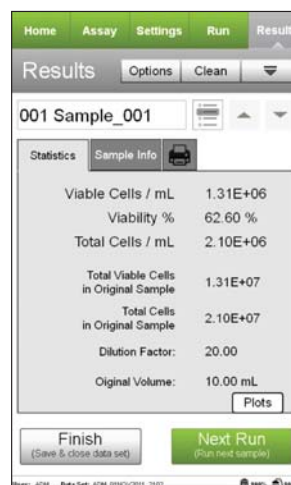 Home Assay Settings Run Result
Results Options Clean
001 Sample_001
Statistics Sample Info
Viable Cells / mL 1.31E+06
Viability % 62.60 %
Total Cells / mL 2.10E+06
Total Viable Cells
in Original Sample 1.31E+07
Total Cells
in Original Sample 2.10E+07
Dilution Factor: 20.00
Oiginal Volume: 10.00 mL
Plots
Finish Next Run
(Save & close data set) (Run next sample)